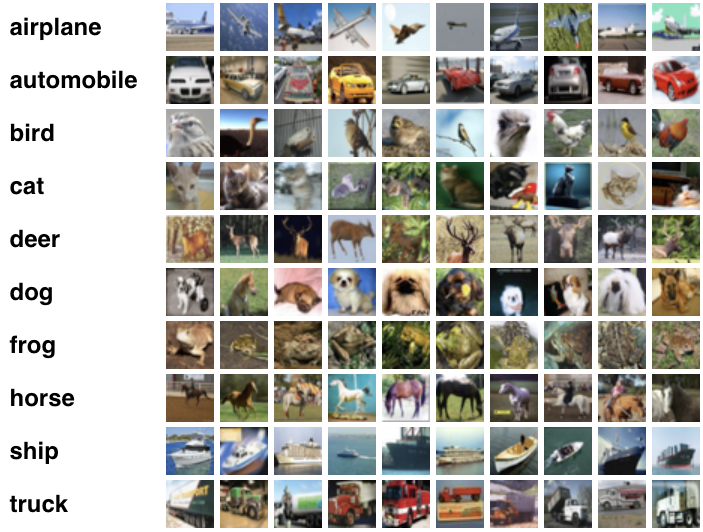 airplane
automobile
bird
cat
deer
dog
frog
horse
ship
truck